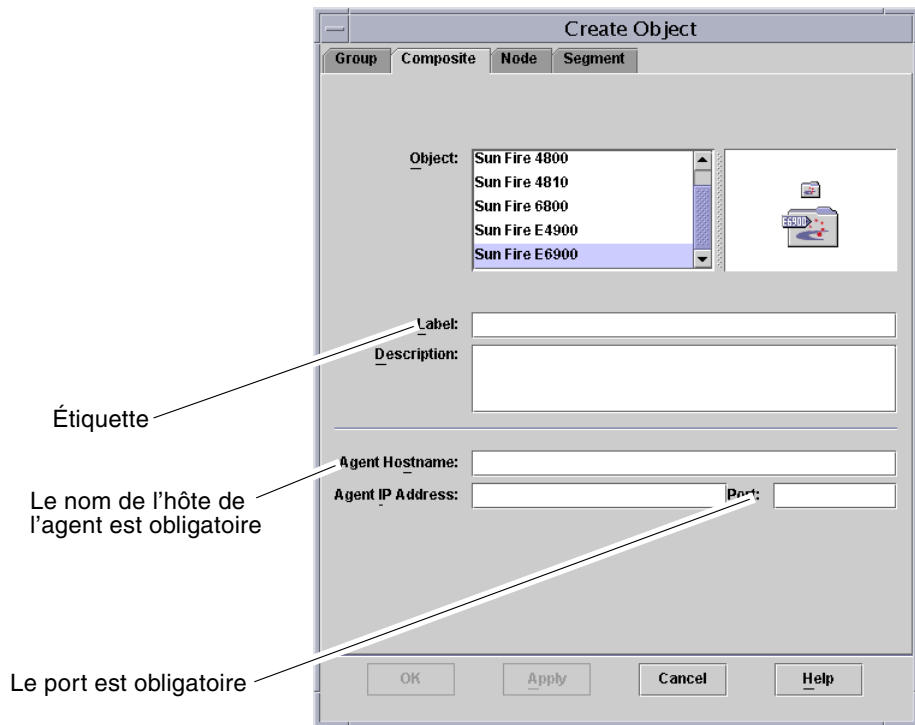 Create Object
Group Composite Node Segment
Object:
Sun Fire 4800
Sun Fire 4810
Sun Fire 6800
Sun Fire E4900
Sun Fire E6900
E6900
Label:
Description:
Étiquette
Agent Hostname:
Le nom de l'hôte de
l'agent est obligatoire
Agent IP Address:
Port:
Le port est obligatoire
OK Apply Cancel Help